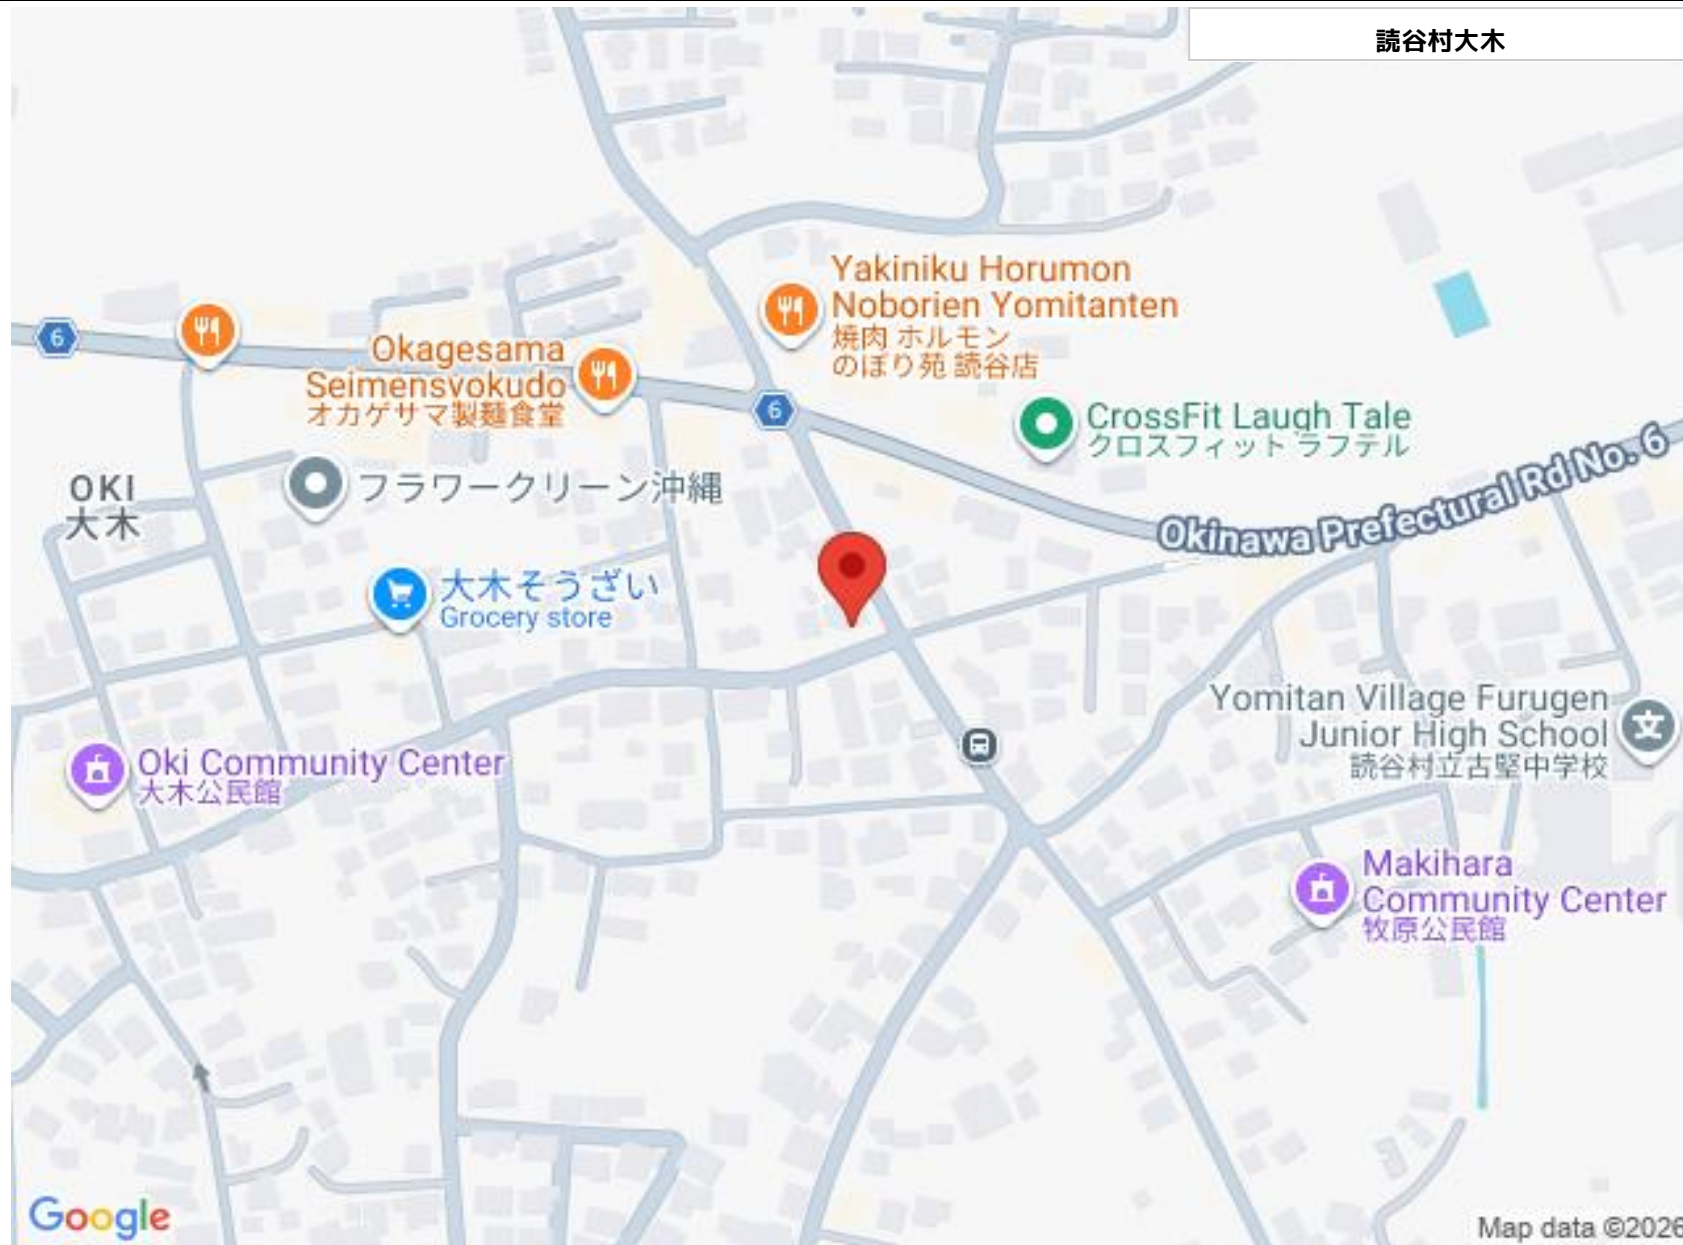 読谷村大木
Yakiniku Horumon
Noborien Yomitanten
焼肉 ホルモン
のぼり苑 読谷店
6
Okagesama
Seimensyokudo
オカゲサマ製麺食堂
6
CrossFit Laugh Tale
クロスフィット ラフテル
Okinawa Prefectural Rd No. 6
OKI
大木
フラワークリーン沖縄
大木そうざい
Grocery store
Yomitan Village Furugen
Junior High School
読谷村立古堅中学校
文
Oki Community Center
大木公民館
Makihara
Community Center
牧原公民館
Google
Map data ©2026